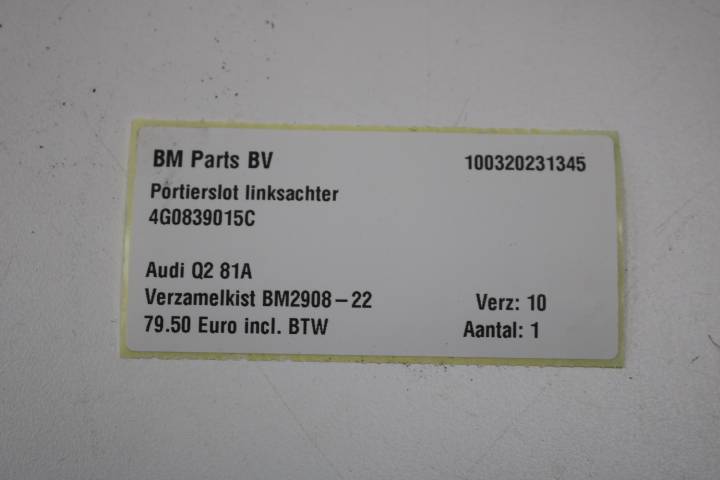 BM Parts BV 100320231345
Portierslot linksachter
4G0839015C
Audi Q2 81A
Verzamelkist BM2908-22 Verz: 10
79.50 Euro incl. BTW Aantal: 1